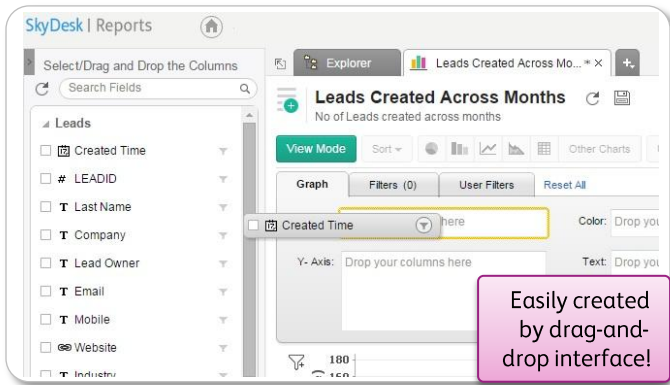 SkyDesk | Reports
Select/Drag and Drop the Columns
Search Fields
Leads
Created Time
# LEADID
T Last Name
T Company
T Lead Owner
T Email
T Mobile
Website
T Industry
Explorer
Leads Created Across Mo... * ×
Leads Created Across Months
No of Leads created across months
View Mode
Sort
Other Charts
Graph
Filters (0)
User Filters
Reset All
Created Time
here
Color: Drop you
Y- Axis: Drop your columns here
Text: Drop you
180
160
Easily created
by drag-and-
drop interface!